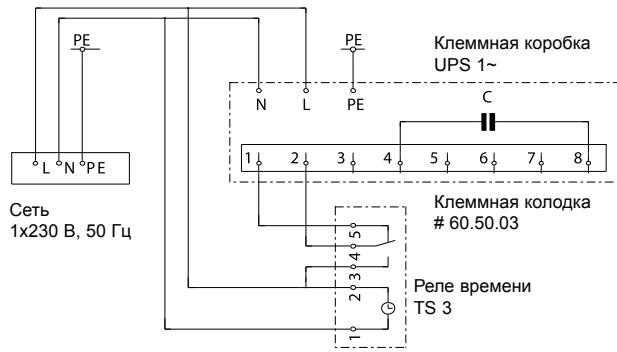 PE
PE
Клеммная коробка
UPS 1~
N L PE
C
1 2 3 4 5 6 7 8
L N PE
Сеть
1x230 В, 50 Гц
Клеммная колодка
# 60.50.03
5
4
3
2
1
Реле времени
TS 3